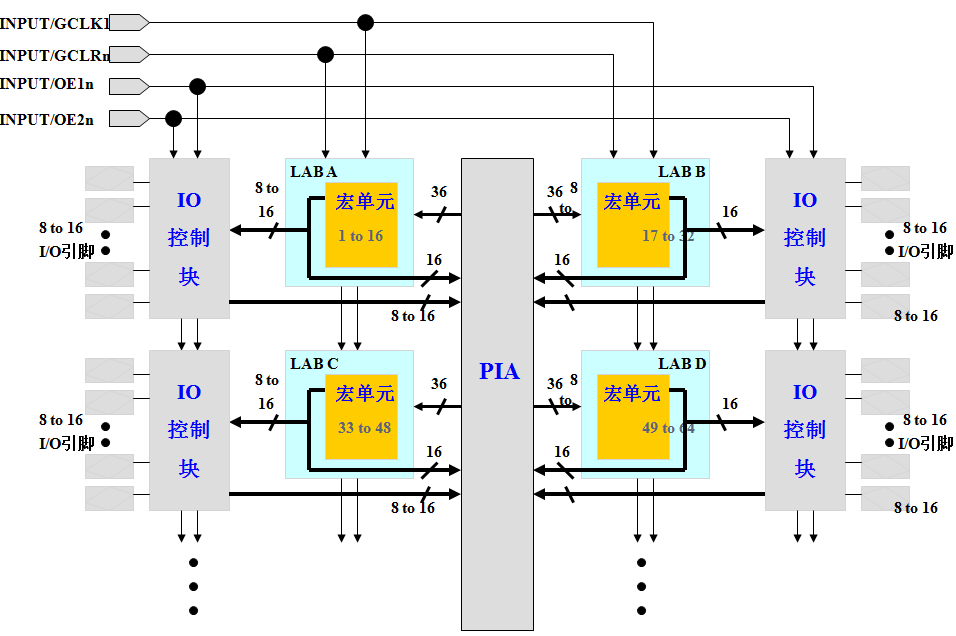 INPUT/GCLK1
INPUT/GCLRn
INPUT/OE1n
INPUT/OE2n
IO
控制
块
8 to
16
LAB A
宏单元
1 to 16
36
16
8 to 16
8 to 16
I/O引脚
36
8
to
LAB B
宏单元
17 to 32
16
16
IO
控制
块
8 to 16
I/O引脚
8 to 16
PIA
IO
控制
块
8 to
16
LAB C
宏单元
33 to 48
36
16
8 to 16
8 to 16
I/O引脚
36
8
to
LAB D
宏单元
49 to 64
16
16
IO
控制
块
8 to 16
I/O引脚
8 to 16